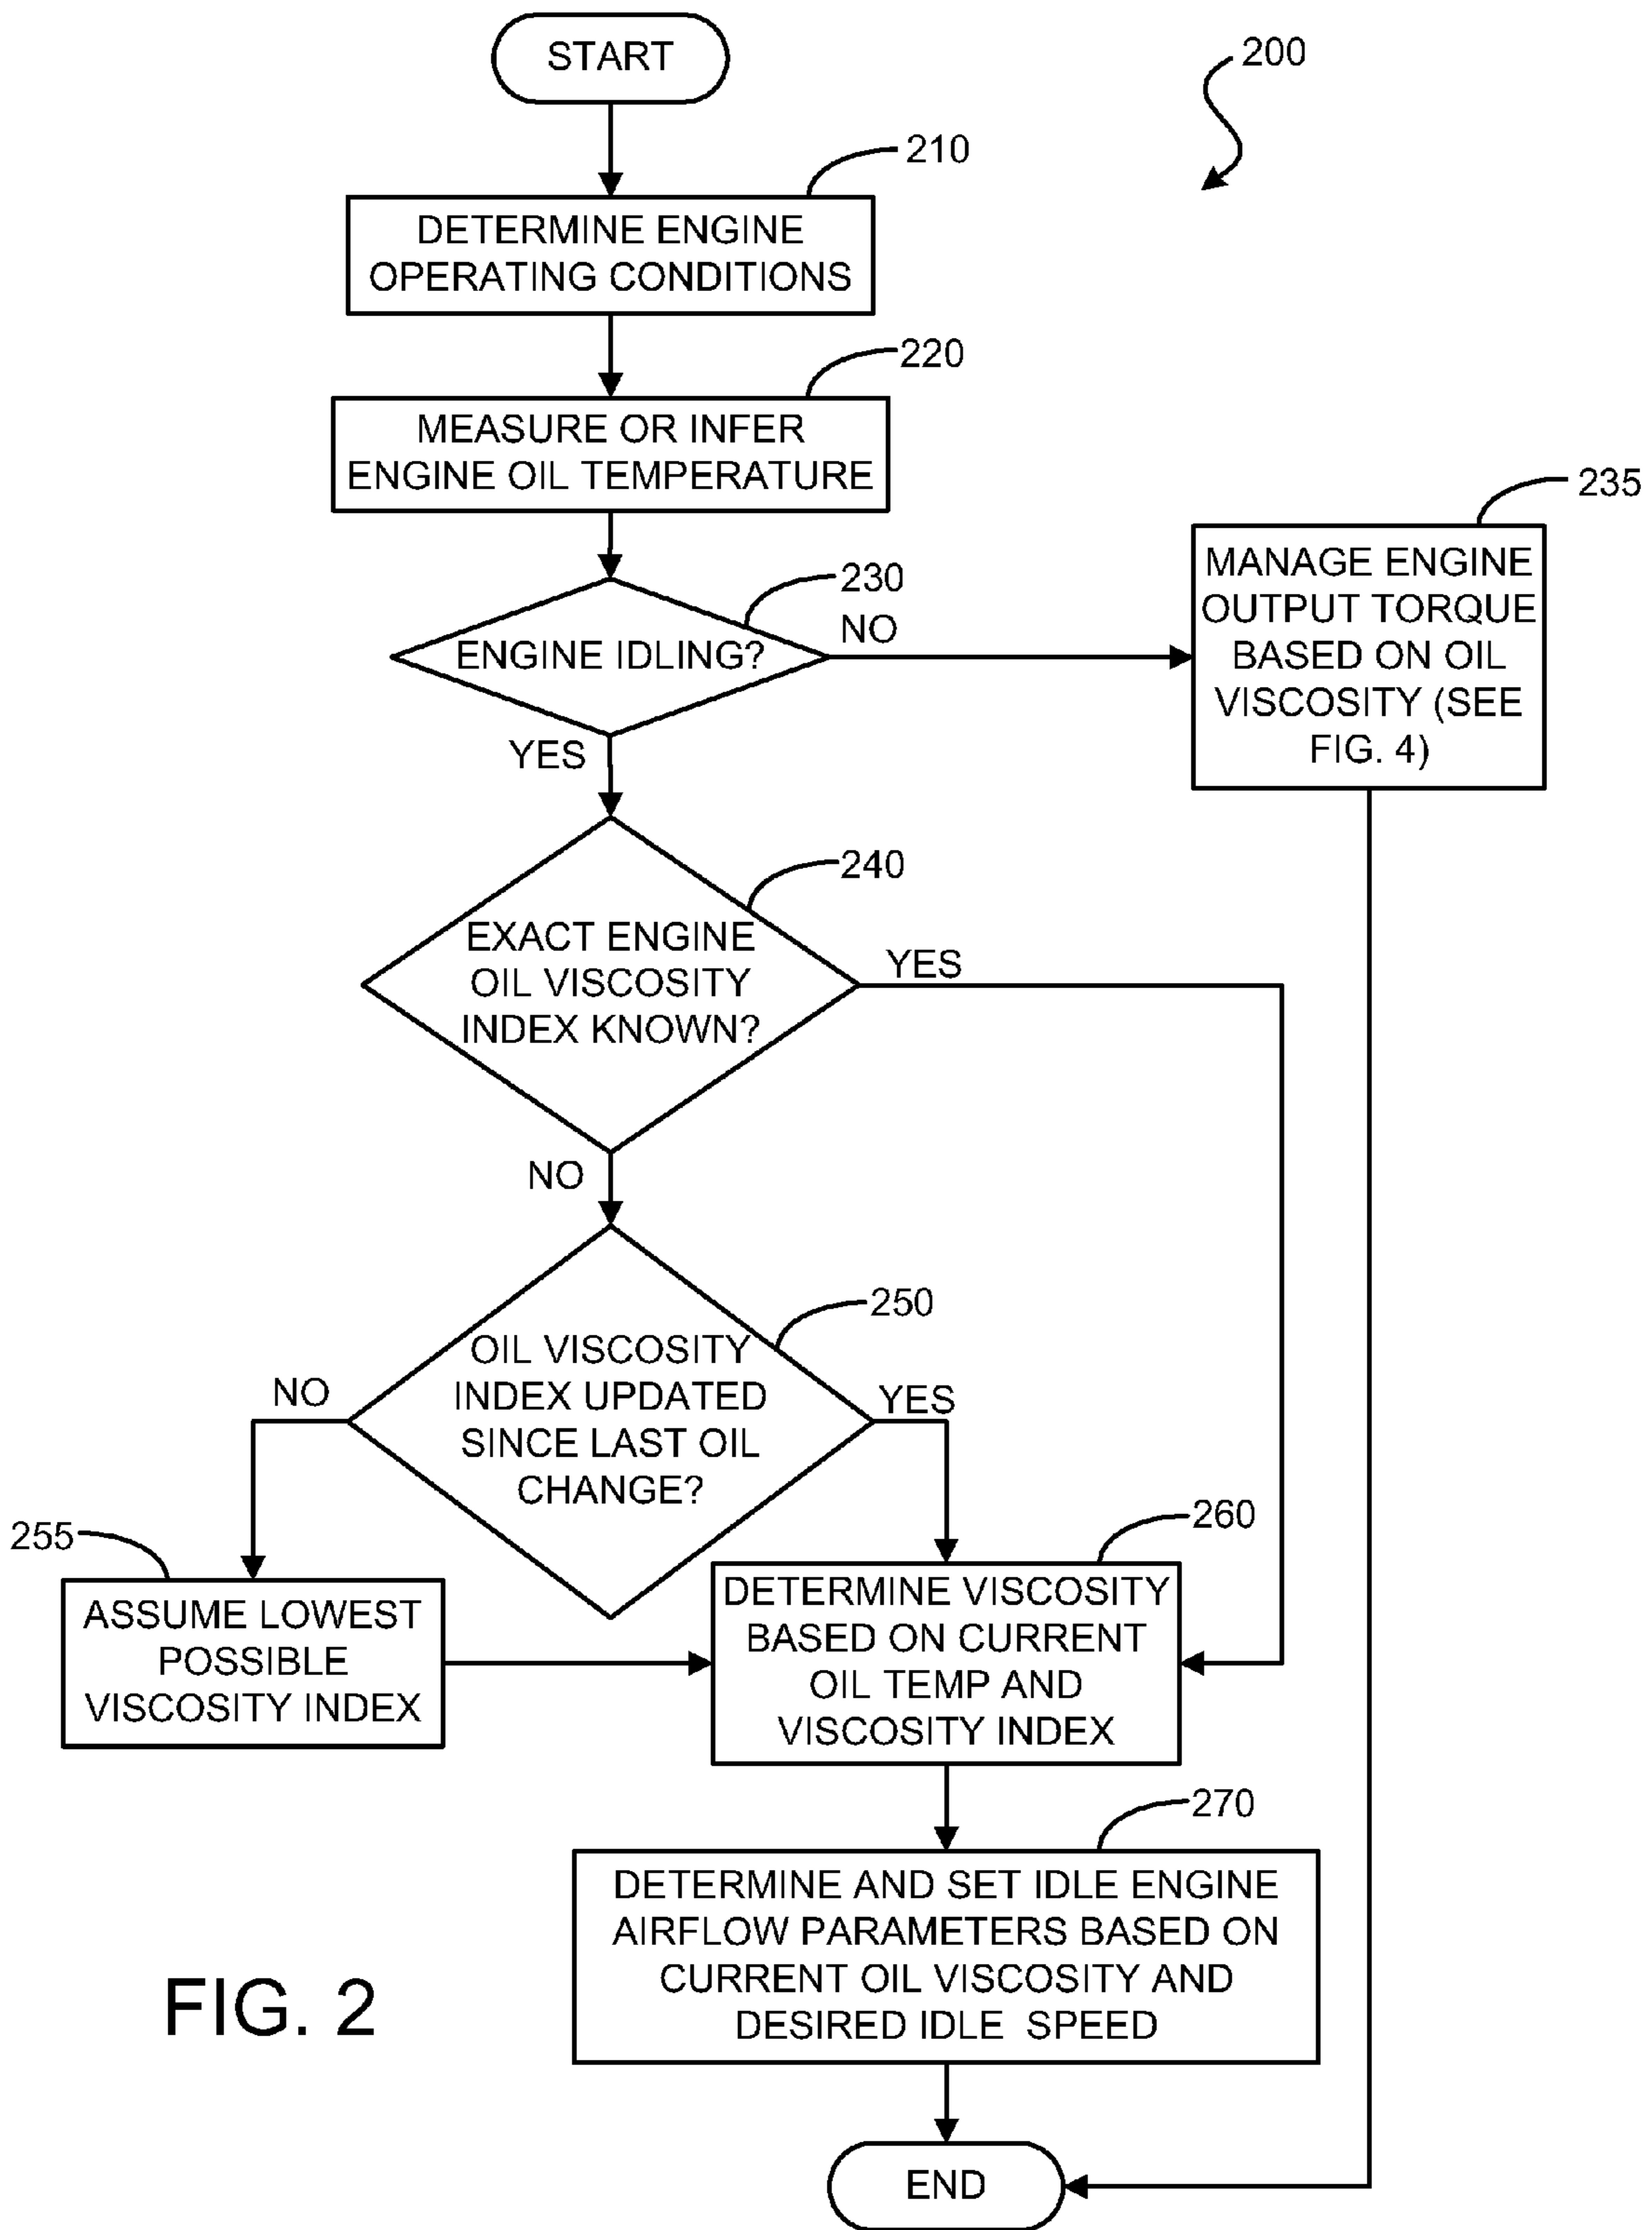 START
200
210
DETERMINE ENGINE
OPERATING CONDITIONS
220
MEASURE OR INFER
ENGINE OIL TEMPERATURE
235
MANAGE ENGINE
OUTPUT TORQUE
BASED ON OIL
VISCOSITY (SEE
FIG. 4)
230
ENGINE IDLING?
NO
YES
240
EXACT ENGINE
OIL VISCOSITY
INDEX KNOWN?
YES
NO
250
OIL VISCOSITY
INDEX UPDATED
SINCE LAST OIL
CHANGE?
NO
YES
255
ASSUME LOWEST
POSSIBLE
VISCOSITY INDEX
260
DETERMINE VISCOSITY
BASED ON CURRENT
OIL TEMP AND
VISCOSITY INDEX
270
DETERMINE AND SET IDLE ENGINE
AIRFLOW PARAMETERS BASED ON
CURRENT OIL VISCOSITY AND
DESIRED IDLE SPEED
FIG. 2
END